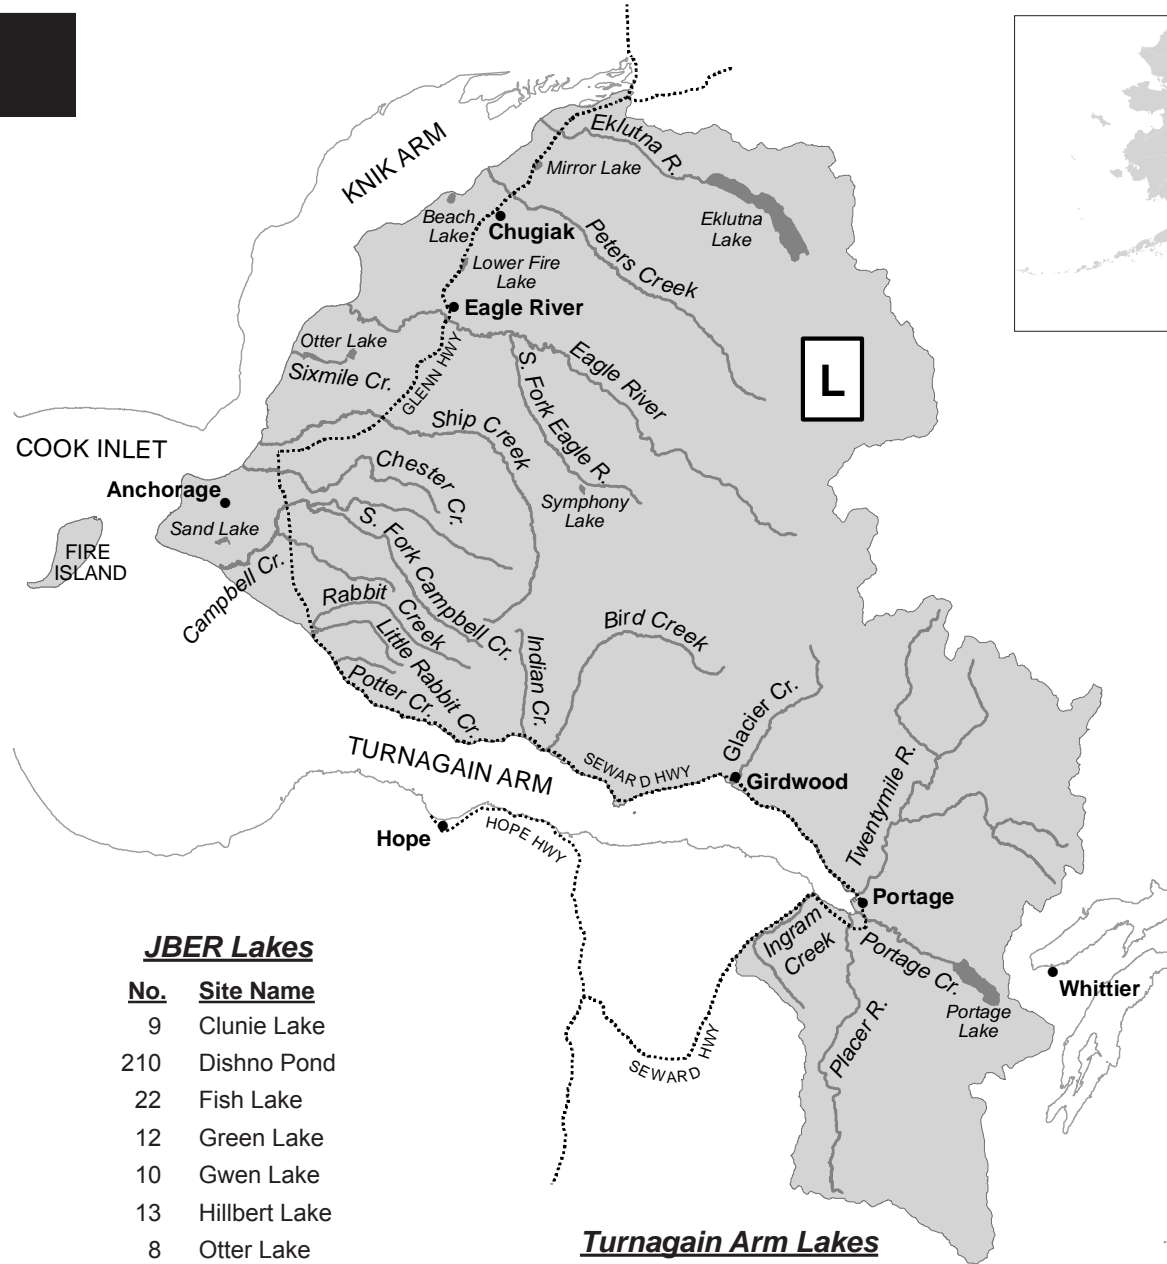 KNIK ARM
Eklutna R.
Mirror Lake
Eklutna
Lake
Beach
Lake
Chugiak
Peters Creek
Lower Fire
Lake
Eagle River
Otter Lake
Sixmile Cr.
GLENN HWY
S. Fork Eagle R.
Eagle River
L
Ship Creek
COOK INLET
Anchorage
Chester Cr.
Symphony
Lake
Sand Lake
FIRE
ISLAND
Campbell Cr.
S. Fork Campbell Cr.
Rabbit
Creek
Little Rabbit Cr.
Potter Cr.
Indian Cr.
Bird Creek
Glacier Cr.
TURNAGAIN ARM
SEWARD HWY
Girdwood
Twentymile R.
Hope
HOPE HWY
Portage
Ingram
Creek
Portage Cr.
Placer R.
Portage
Lake
Whittier
SEWARD HWY
JBER Lakes
No. Site Name
9 Clunie Lake
210 Dishno Pond
22 Fish Lake
12 Green Lake
10 Gwen Lake
13 Hillbert Lake
8 Otter Lake
Turnagain Arm Lakes